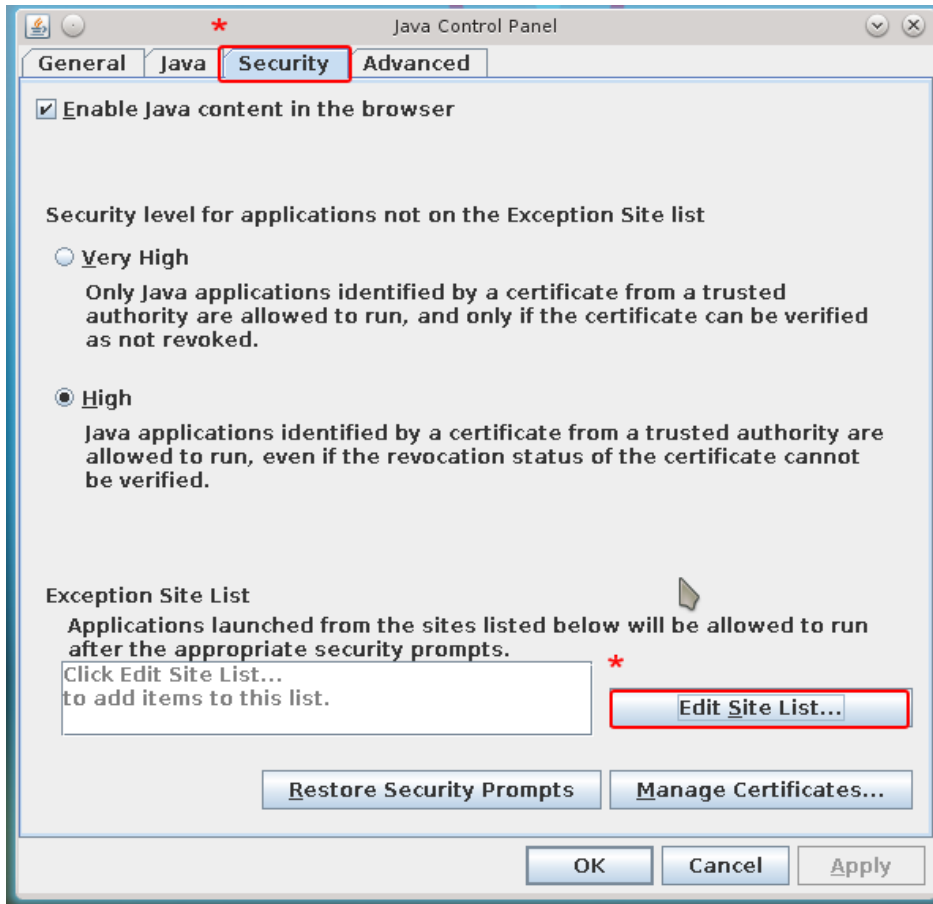 * Java Control Panel
General Java Security Advanced
Enable Java content in the browser
Security level for applications not on the Exception Site list
Very High
Only Java applications identified by a certificate from a trusted
authority are allowed to run, and only if the certificate can be verified
as not revoked.
High
Java applications identified by a certificate from a trusted authority are
allowed to run, even if the revocation status of the certificate cannot
be verified.
Exception Site List
Applications launched from the sites listed below will be allowed to run
after the appropriate security prompts.
*
Click Edit Site List...
to add items to this list.
Edit Site List...
Restore Security Prompts Manage Certificates...
OK Cancel Apply